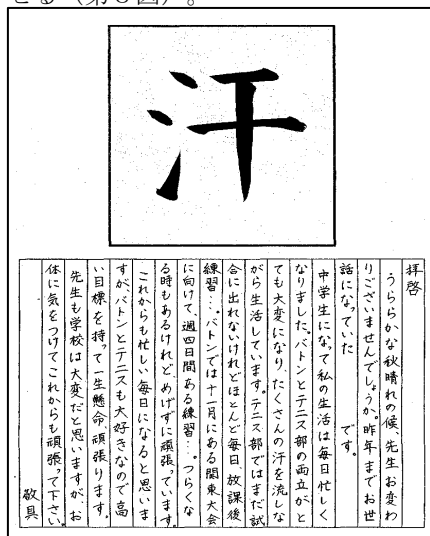 汗
拝啓
うららかな秋晴れの候、先生お変わ
りございませんでしょうか。昨年までお世
話になっていた　　　です。
中学生になって私の生活は毎日忙しく
なりました。バトンとテニス部の両立がと
ても大変になり、たくさんの汗を流しな
がら生活しています。テニス部ではまだ試
合に出れないけれどほとんど毎日、放課後
練習…。バトンでは十一月にある関東大会
に向けて、週四日間ある練習…。つらくな
る時もあるけれど、めげずに頑張っています。
これからも忙しい毎日になると思いま
すが、バトンとテニスも大好きなので高
い目標を持って一生懸命、頑張ります。
先生も学校は大変だと思いますが、お
体に気をつけてこれからも頑張って下さい。
敬具